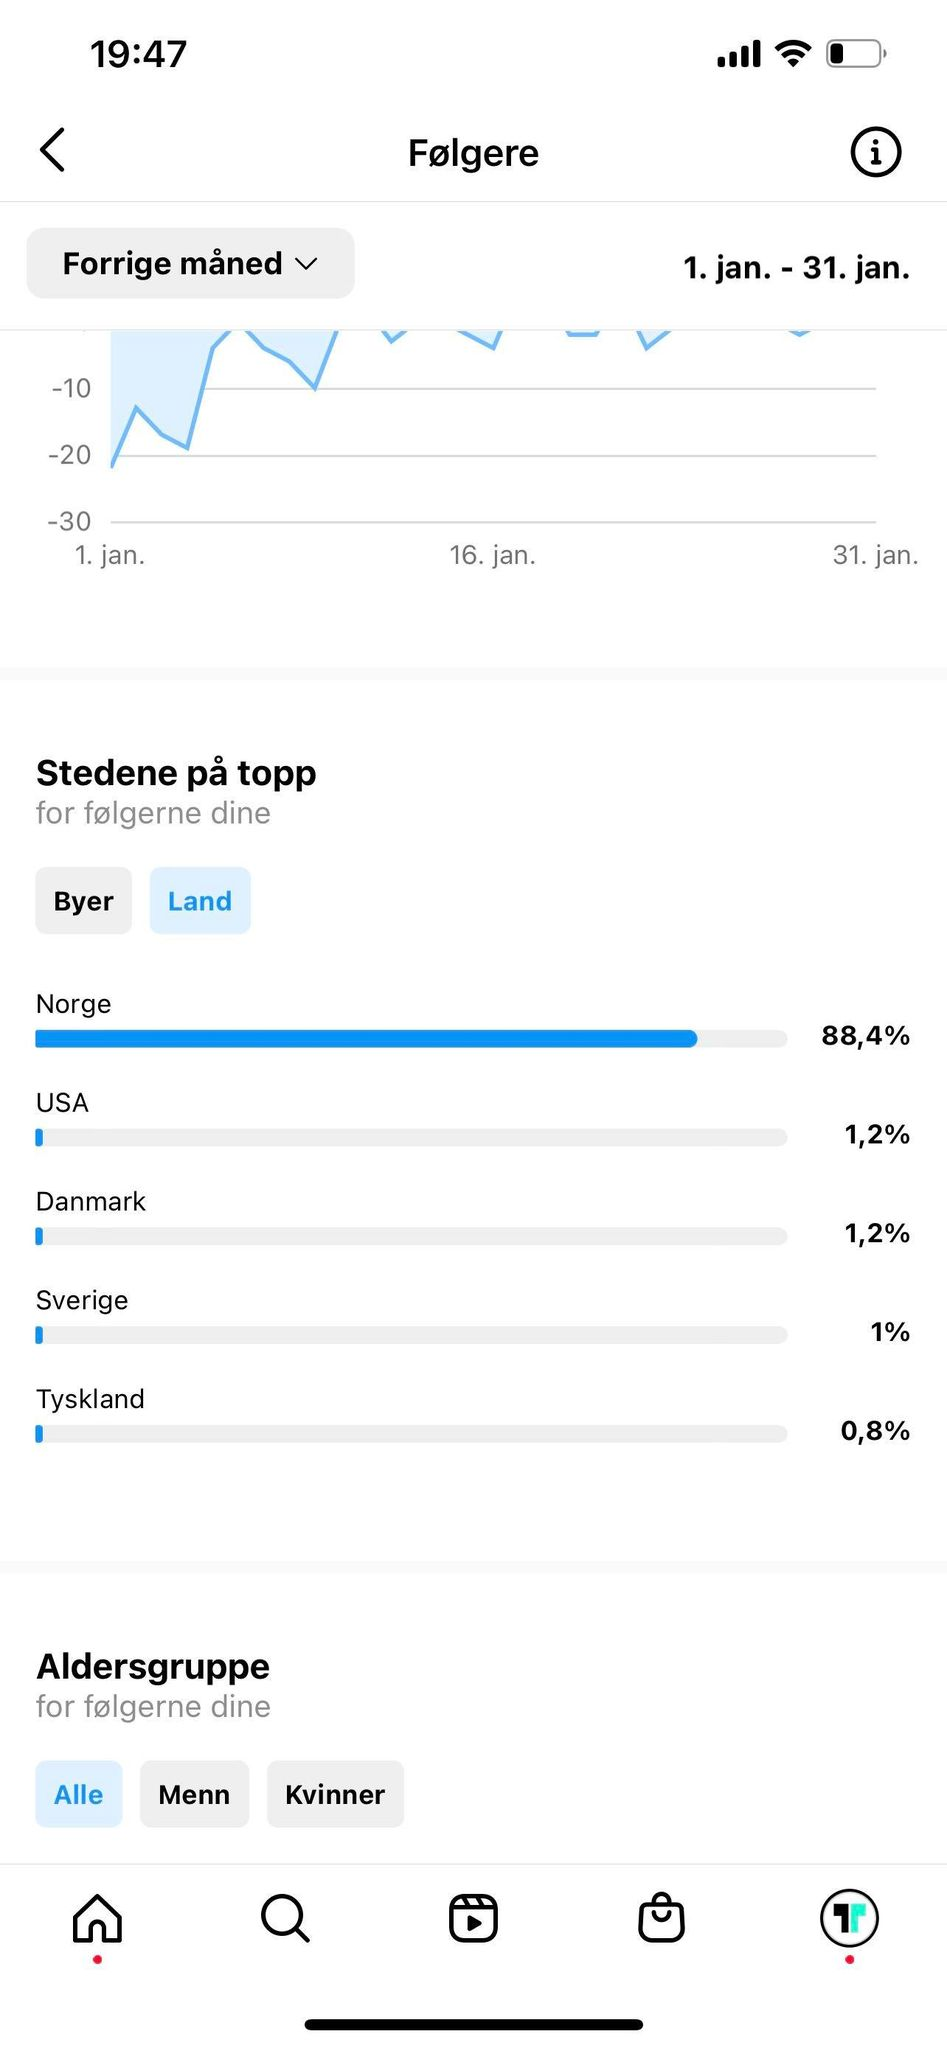 19:47
Følgere
Forrige måned
1. jan. - 31. jan.
-10
-20
-30
1. jan. 16. jan. 31. jan.
Stedene på topp
for følgerne dine
Byer Land
Norge
88,4%
USA
1,2%
Danmark
1,2%
Sverige
1%
Tyskland
0,8%
Aldersgruppe
for følgerne dine
Alle Menn Kvinner